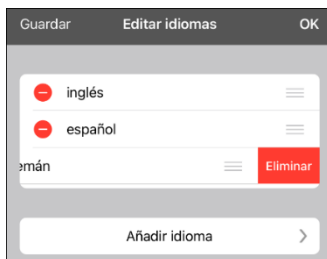 Guardar Editar idiomas OK
inglés
español
emán Eliminar
Añadir idioma